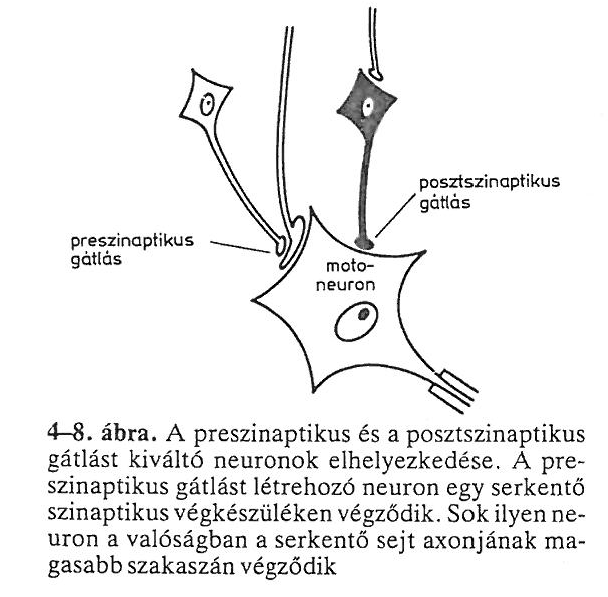 posztszinaptikus
gátlás
preszinaptikus
gátlás
moto-
neuron
4–8. ábra. A preszinaptikus és a posztszinaptikus
gátlást kiváltó neuronok elhelyezkedése. A pre-
szinaptikus gátlást létrehozó neuron egy serkentő
szinaptikus végkészüléken végződik. Sok ilyen ne-
uron a valóságban a serkentő sejt axonjának ma-
gasabb szakaszán végződik